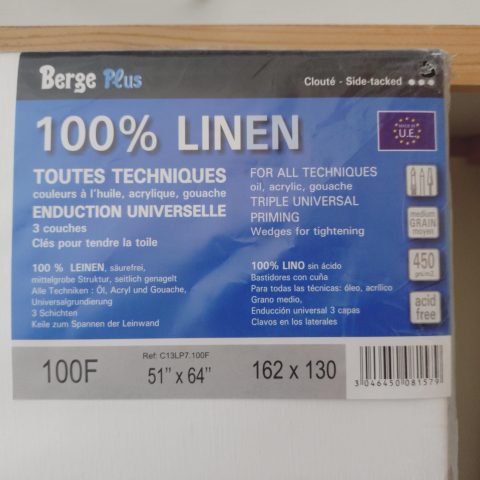 Berge Plus
Clouté - Side-tacked
100% LINEN
MADE IN
U.E.
TOUTES TECHNIQUES
couleurs à l'huile, acrylique, gouache
ENDUCTION UNIVERSELLE
3 couches
Clés pour tendre la toile
FOR ALL TECHNIQUES
oil, acrylic, gouache
TRIPLE UNIVERSAL
PRIMING
Wedges for tightening
medium
GRAIN
moyen
450
grs/m2
acid
free
100 % LEINEN, säurefrei,
mittelgrobe Struktur, seitlich genagelt
Alle Techniken : Öl, Acryl und Gouache,
Universalgrundierung
3 Schichten
Keile zum Spannen der Leinwand
100% LINO sin ácido
Bastidores con cuña
Para todas las técnicas: óleo, acrílico
Grano medio,
Enducción universal 3 capas
Clavos en los laterales
100F
Ref: C13LP7.100F
51" x 64"
162 x 130
3 046450 081579